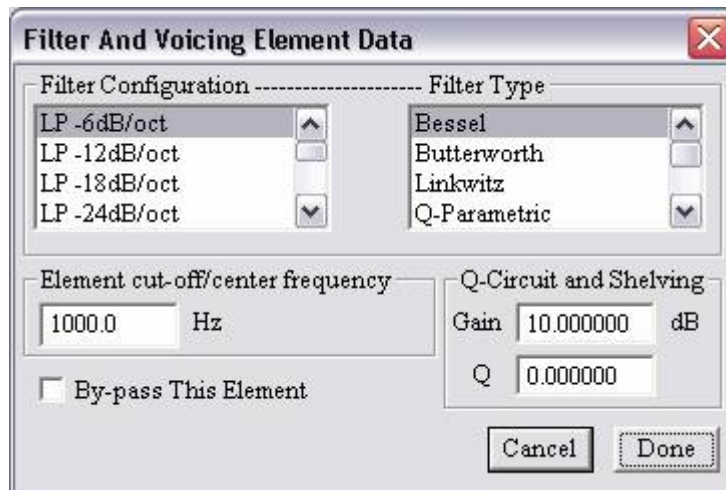 Filter And Voicing Element Data
Filter Configuration --------------------- Filter Type
LP -6dB/oct
LP -12dB/oct
LP -18dB/oct
LP -24dB/oct
Bessel
Butterworth
Linkwitz
Q-Parametric
Element cut-off/center frequency
1000.0 Hz
By-pass This Element
Q-Circuit and Shelving
Gain 10.000000 dB
Q 0.000000
Cancel Done